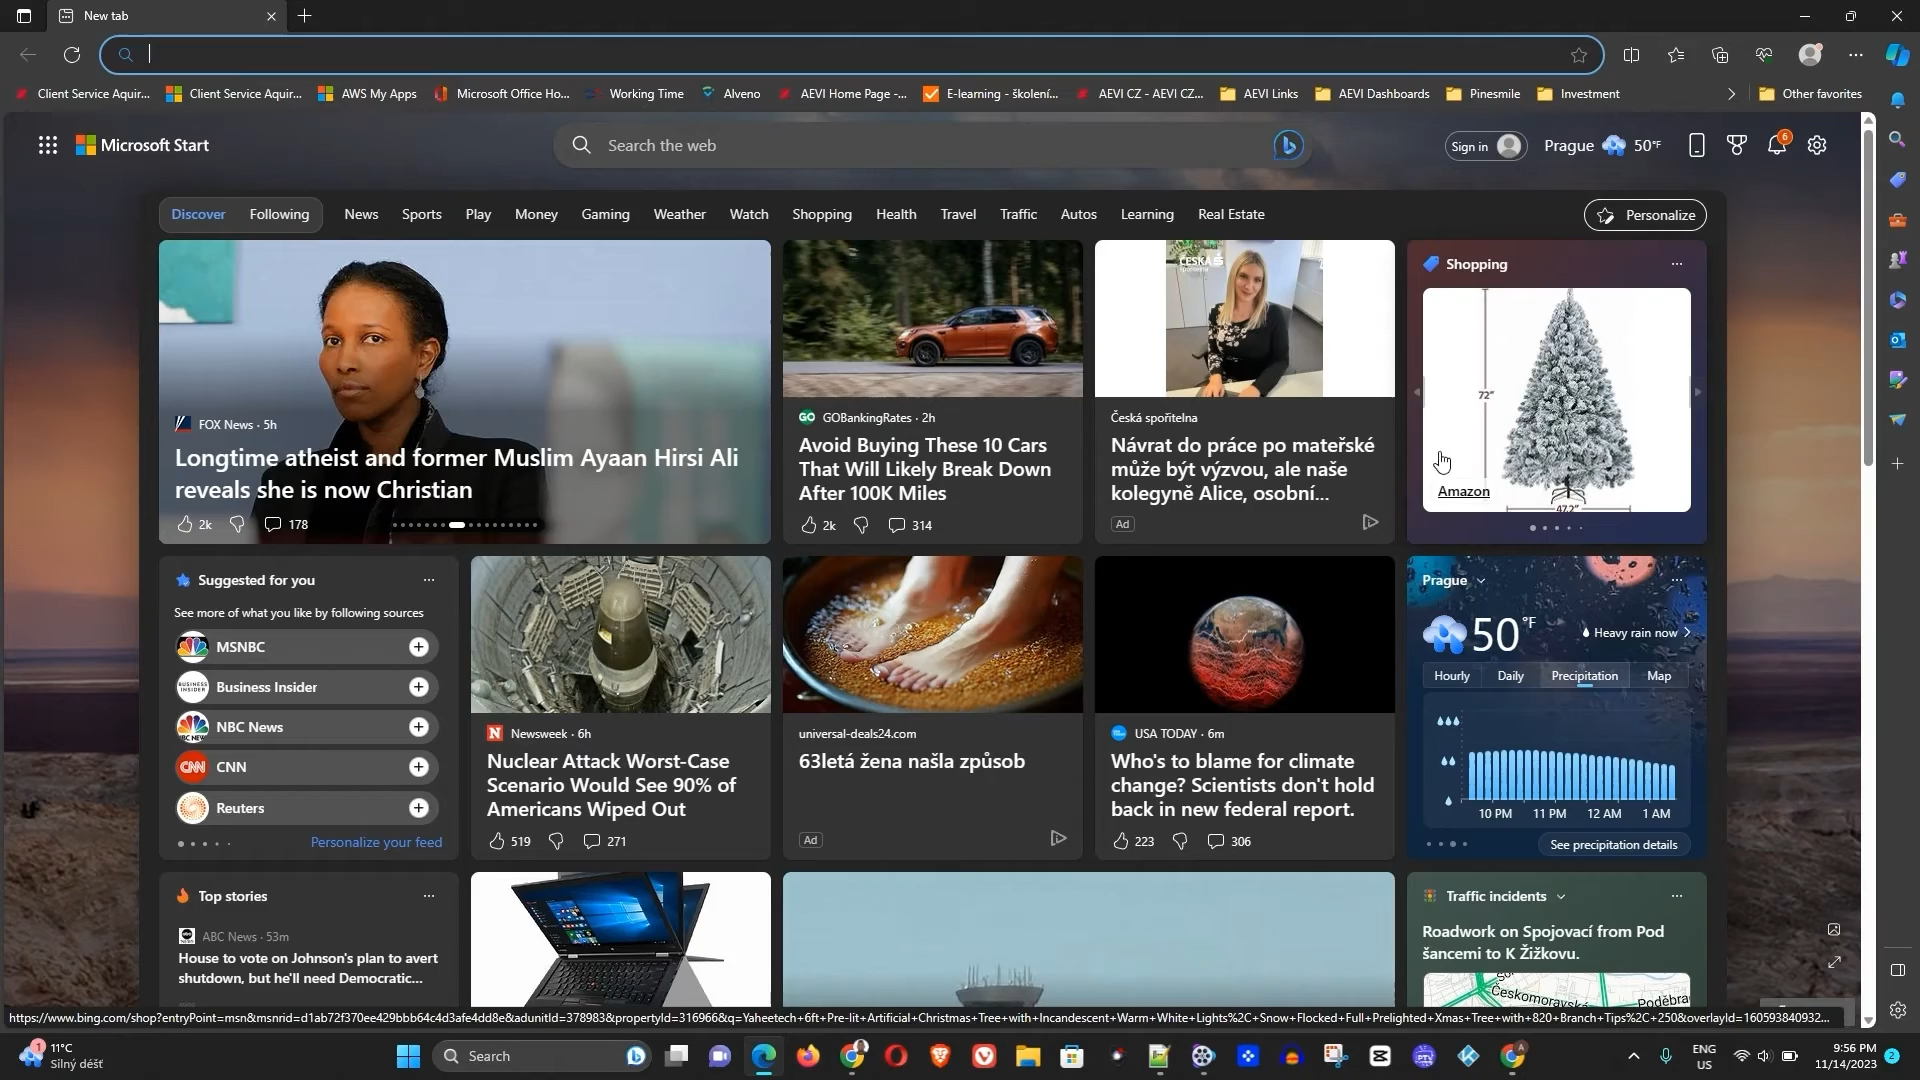 New tab
Client Service Aquir...
Client Service Aquir...
AWS My Apps
Microsoft Office Ho...
Working Time
Alveno
AEVI Home Page -...
E-learning - školení...
AEVI CZ - AEVI CZ...
AEVI Links
AEVI Dashboards
Pinesmile
Investment
Other favorites
Microsoft Start
Search the web
Sign in
Prague
50°F
6
Discover
Following
News
Sports
Play
Money
Gaming
Weather
Watch
Shopping
Health
Travel
Traffic
Autos
Learning
Real Estate
Personalize
FOX News · 5h
Longtime atheist and former Muslim Ayaan Hirsi Ali
reveals she is now Christian
2k
178
GO
GOBankingRates · 2h
Avoid Buying These 10 Cars
That Will Likely Break Down
After 100K Miles
2k
314
ČESKÁ
spořitelna
Česká spořitelna
Návrat do práce po mateřské
může být výzvou, ale naše
kolegyně Alice, osobní...
Ad
Shopping
72"
Amazon
47.2"
Suggested for you
See more of what you like by following sources
MSNBC
BUSINESS
INSIDER
Business Insider
NBC News
CNN
CNN
Reuters
Personalize your feed
N
Newsweek · 6h
Nuclear Attack Worst-Case
Scenario Would See 90% of
Americans Wiped Out
519
271
universal-deals24.com
63letá žena našla způsob
Ad
USA TODAY · 6m
Who's to blame for climate
change? Scientists don't hold
back in new federal report.
223
306
Prague
50°F
Heavy rain now
Hourly
Daily
Precipitation
Map
10 PM
11 PM
12 AM
1 AM
See precipitation details
Top stories
abc
ABC News · 53m
House to vote on Johnson's plan to avert
shutdown, but he'll need Democratic...
Traffic incidents
Roadwork on Spojovací from Pod
šancemi to K Žižkovu.
Českomoravská
Poděbra
https://www.bing.com/shop?entryPoint=msn&msnrid=d1ab72f370ee429bbb64c4d3afe4dd8e&adunitId=378983&propertyId=316966&q=Yaheetech+6ft+Pre-lit+Artificial+Christmas+Tree+with+Incandescent+Warm+White+Lights%2C+Snow+Flocked+Full+Prelighted+Xmas+Tree+with+820+Branch+Tips%2C+250&overlayId=160593840932...
1
11°C
Silný déšť
Search
ENG
US
9:56 PM
11/14/2023
2